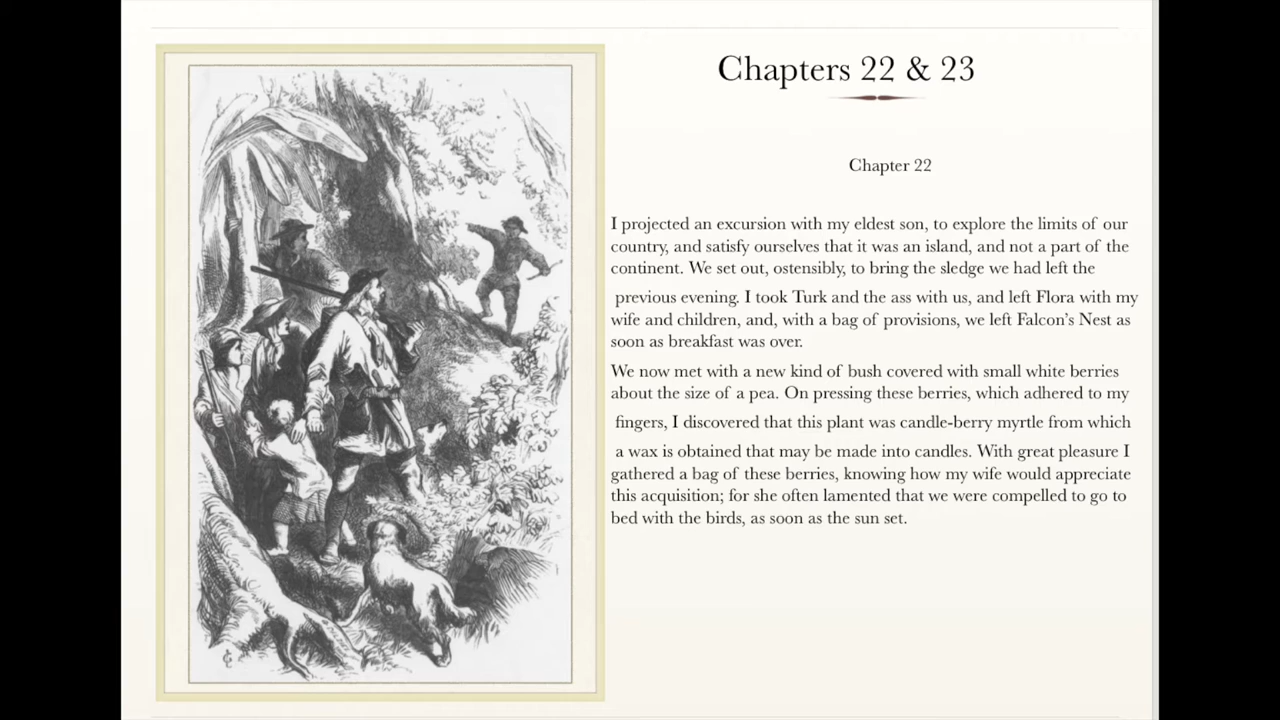 Chapters 22 & 23
Chapter 22
I projected an excursion with my eldest son, to explore the limits of our
country, and satisfy ourselves that it was an island, and not a part of the
continent. We set out, ostensibly, to bring the sledge we had left the
previous evening. I took Turk and the ass with us, and left Flora with my
wife and children, and, with a bag of provisions, we left Falcon’s Nest as
soon as breakfast was over.
We now met with a new kind of bush covered with small white berries
about the size of a pea. On pressing these berries, which adhered to my
fingers, I discovered that this plant was candle-berry myrtle from which
a wax is obtained that may be made into candles. With great pleasure I
gathered a bag of these berries, knowing how my wife would appreciate
this acquisition; for she often lamented that we were compelled to go to
bed with the birds, as soon as the sun set.